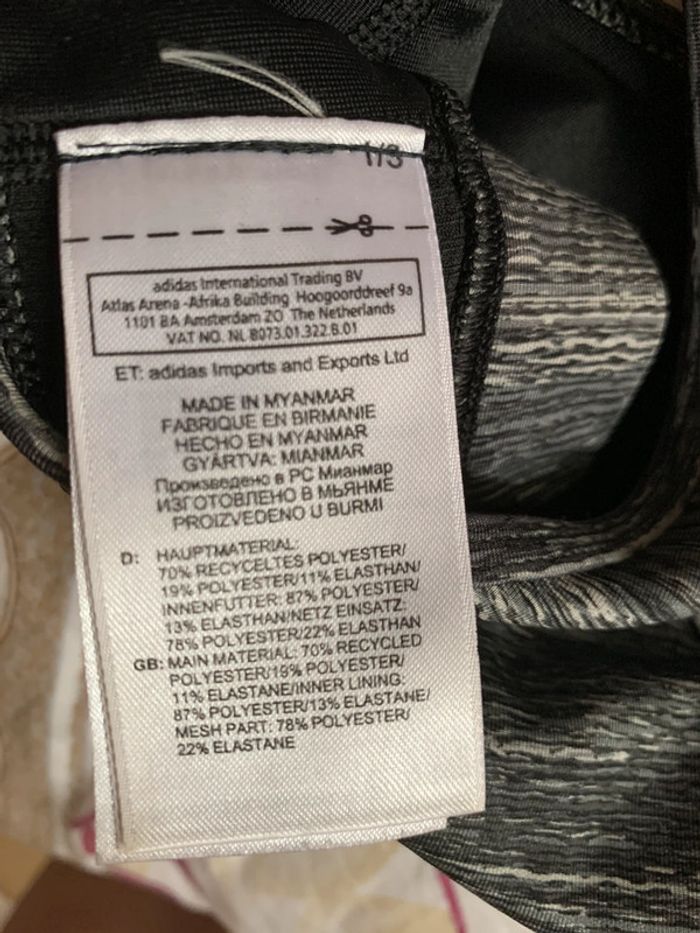 1/3
adidas International Trading BV
Atlas Arena -Afrika Building Hoogoorddreef 9a
1101 BA Amsterdam ZO The Netherlands
VAT NO. NL 8073.01.322.B.01
ET: adidas Imports and Exports Ltd
MADE IN MYANMAR
FABRIQUE EN BIRMANIE
HECHO EN MYANMAR
GYÁRTVA: MIANMAR
Произведено в РС Мианмар
ИЗГОТОВЛЕНО В МЬЯНМЕ
PROIZVEDENO U BURMI
D: HAUPTMATERIAL:
70% RECYCELTES POLYESTER/
19% POLYESTER/11% ELASTHAN/
INNENFUTTER: 87% POLYESTER/
13% ELASTHAN/NETZ EINSATZ:
78% POLYESTER/22% ELASTHAN
GB: MAIN MATERIAL: 70% RECYCLED
POLYESTER/19% POLYESTER/
11% ELASTANE/INNER LINING:
87% POLYESTER/13% ELASTANE/
MESH PART: 78% POLYESTER/
22% ELASTANE